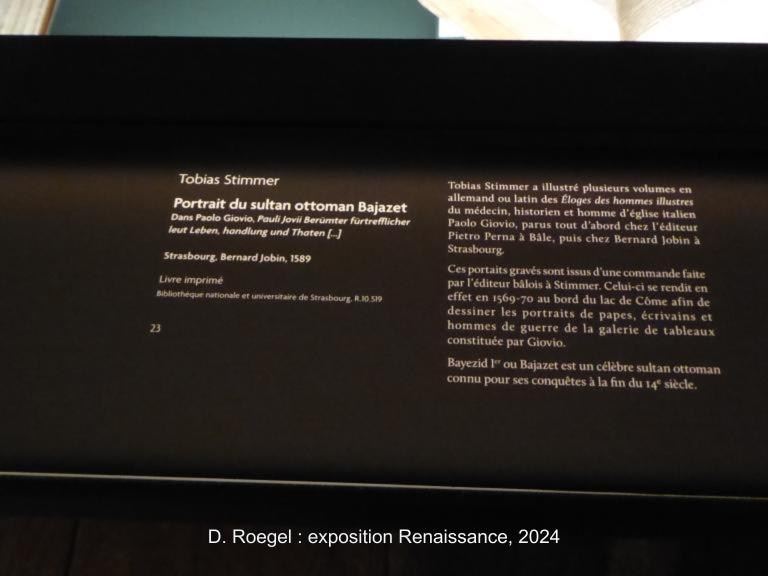 Tobias Stimmer
Portrait du sultan ottoman Bajazet
Dans Paolo Giovio, Pauli Jovii Berümter fürtrefflicher
leut Leben, handlung und Thaten [...]
Strasbourg, Bernard Jobin, 1589
Livre imprimé
Bibliothèque nationale et universitaire de Strasbourg, R.10.519
23
Tobias Stimmer a illustré plusieurs volumes en
allemand ou latin des Éloges des hommes illustres
du médecin, historien et homme d'église italien
Paolo Giovio, parus tout d'abord chez l'éditeur
Pietro Perna à Bâle, puis chez Bernard Jobin à
Strasbourg.
Ces portaits gravés sont issus d'une commande faite
par l'éditeur bâlois à Stimmer. Celui-ci se rendit en
effet en 1569-70 au bord du lac de Côme afin de
dessiner les portraits de papes, écrivains et
hommes de guerre de la galerie de tableaux
constituée par Giovio.
Bayezid Iᵉʳ ou Bajazet est un célèbre sultan ottoman
connu pour ses conquêtes à la fin du 14ᵉ siècle.
D. Roegel : exposition Renaissance, 2024